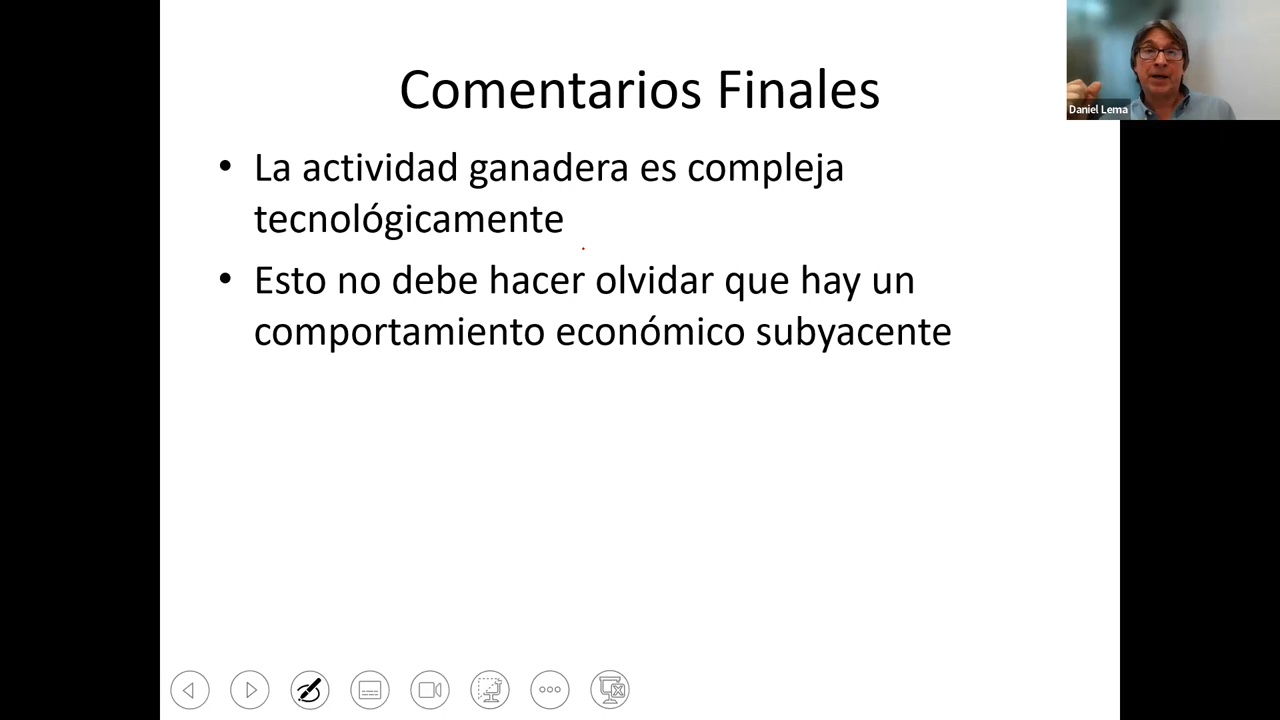 Comentarios Finales
Daniel Lema
• La actividad ganadera es compleja
tecnológicamente
• Esto no debe hacer olvidar que hay un
comportamiento económico subyacente